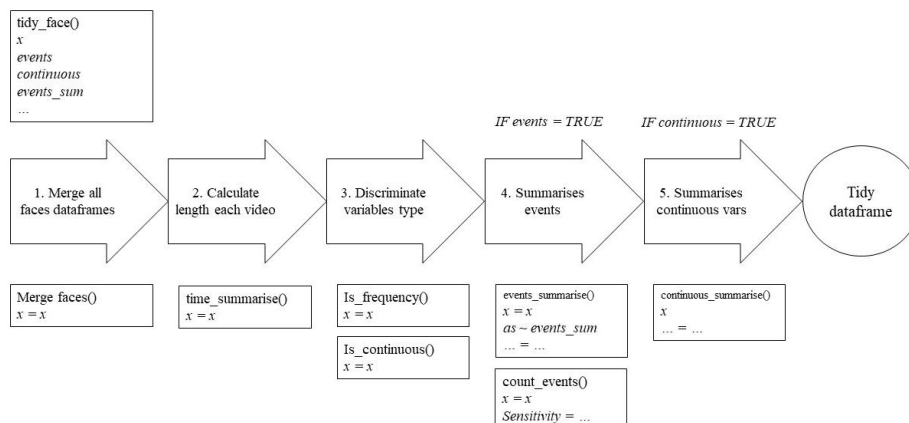 tidy_face()
x
events
continuous
events_sum
…
IF events = TRUE
IF continuous = TRUE
1. Merge all
faces dataframes
2. Calculate
length each video
3. Discriminate
variables type
4. Summarises
events
5. Summarises
continuous vars
Tidy
dataframe
Merge faces()
x = x
time_summarise()
x = x
Is_frequency()
x = x
Is_continuous()
x = x
events_summarise()
x = x
as ~ events_sum
… = …
count_events()
x = x
Sensitivity = …
continuous_summarise()
x
… = …